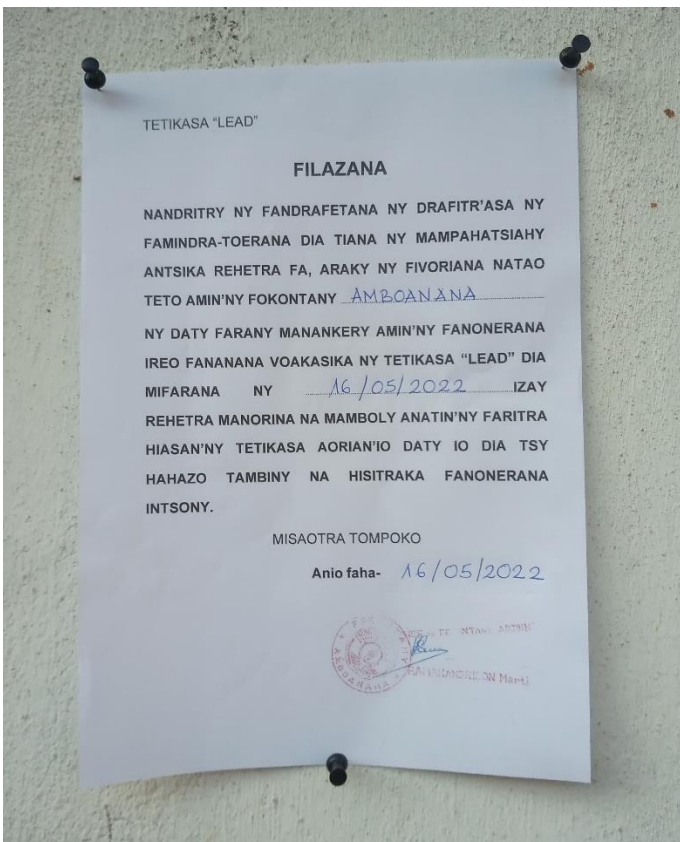 TETIKASA "LEAD"
FILAZANA
NANDRITRY NY FANDRAFETANA NY DRAFITR'ASA NY
FAMINDRA-TOERANA DIA TIANA NY MAMPAHATSIAHY
ANTSIKA REHETRA FA, ARAKY NY FIVORIANA NATAO
TETO AMIN'NY FOKONTANY AMBOANANA
NY DATY FARANY MANANKERY AMIN'NY FANONERANA
IREO FANANANA VOAKASIKA NY TETIKASA "LEAD" DIA
MIFARANA NY 16/05/2022 IZAY
REHETRA MANORINA NA MAMBOLY ANATIN'NY FARITRA
HIASAN'NY TETIKASA AORIAN'IO DATY IO DIA TSY
HAHAZO TAMBINY NA HISITRAKA FANONERANA
INTSONY.
MISAOTRA TOMPOKO
Anio faha- 16/05/2022
AMBOANANA